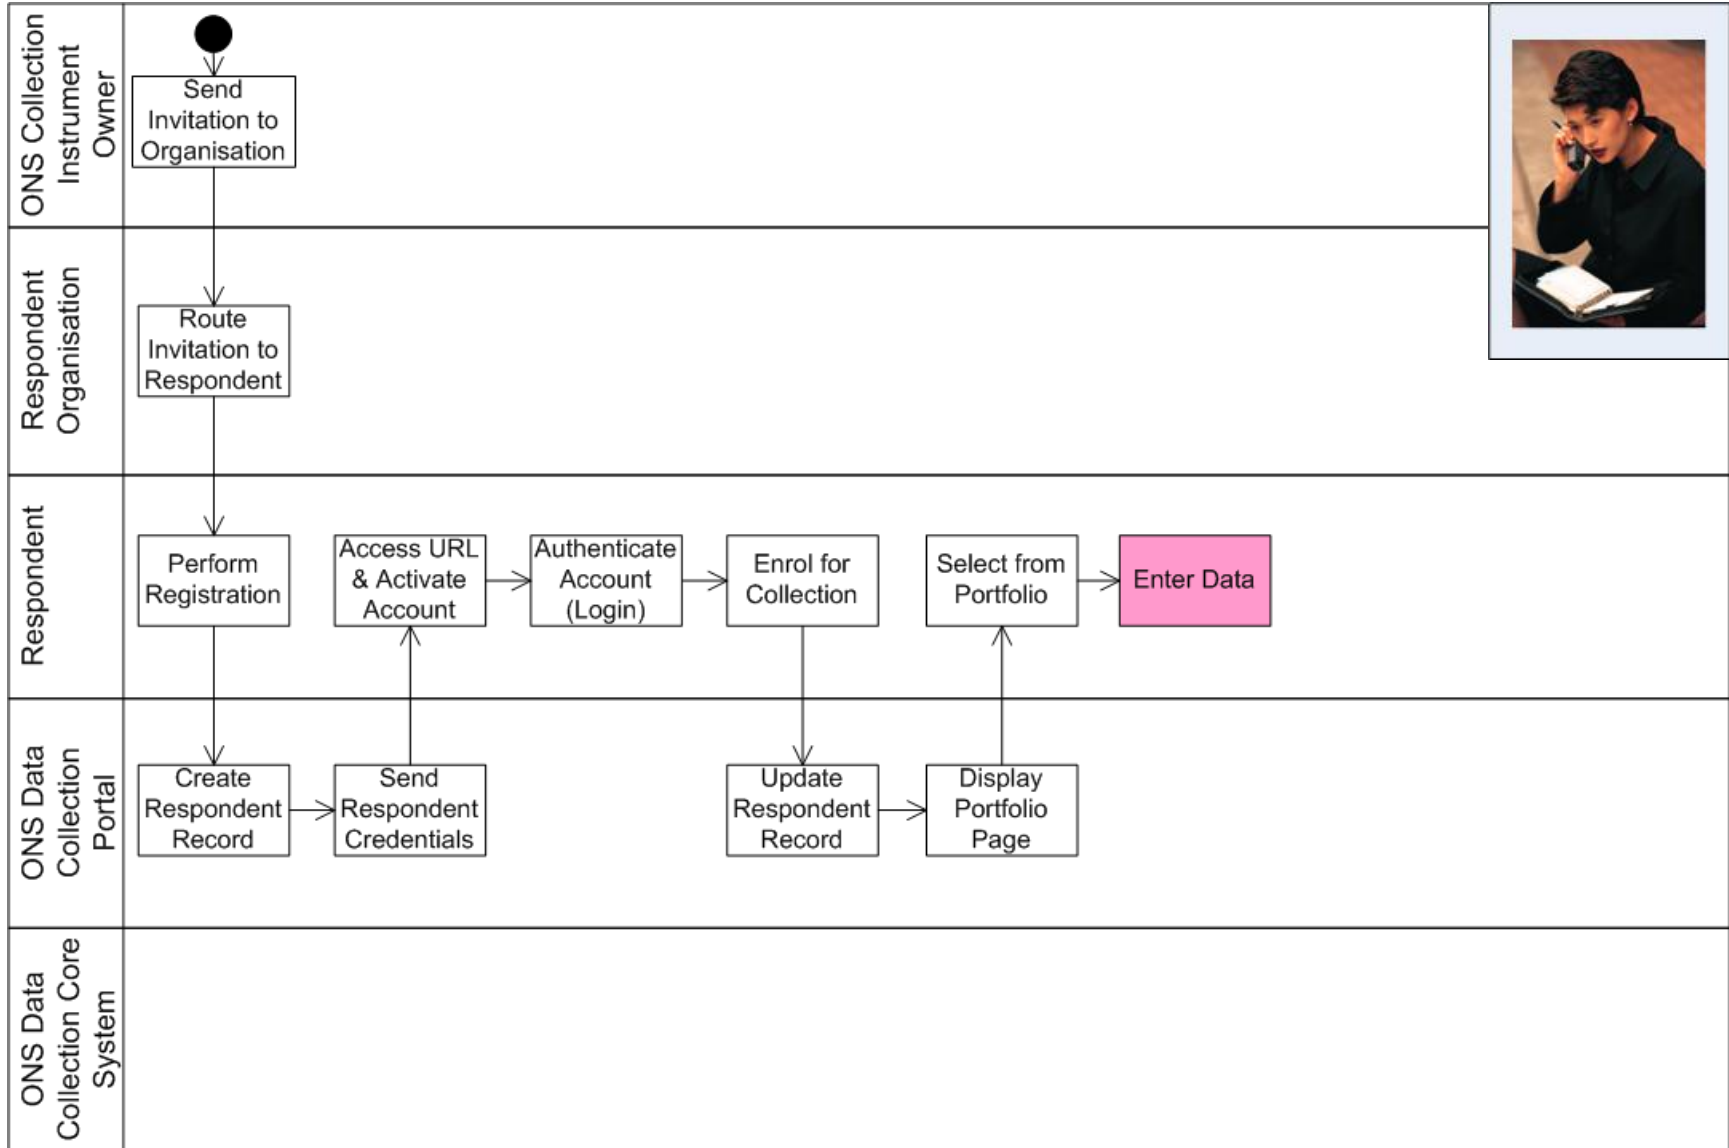 ONS Collection
Instrument
Owner
Send
Invitation to
Organisation
Respondent
Organisation
Route
Invitation to
Respondent
Respondent
Perform
Registration
Access URL
& Activate
Account
Authenticate
Account
(Login)
Enrol for
Collection
Select from
Portfolio
Enter Data
ONS Data
Collection
Portal
Create
Respondent
Record
Send
Respondent
Credentials
Update
Respondent
Record
Display
Portfolio
Page
ONS Data
Collection Core
System